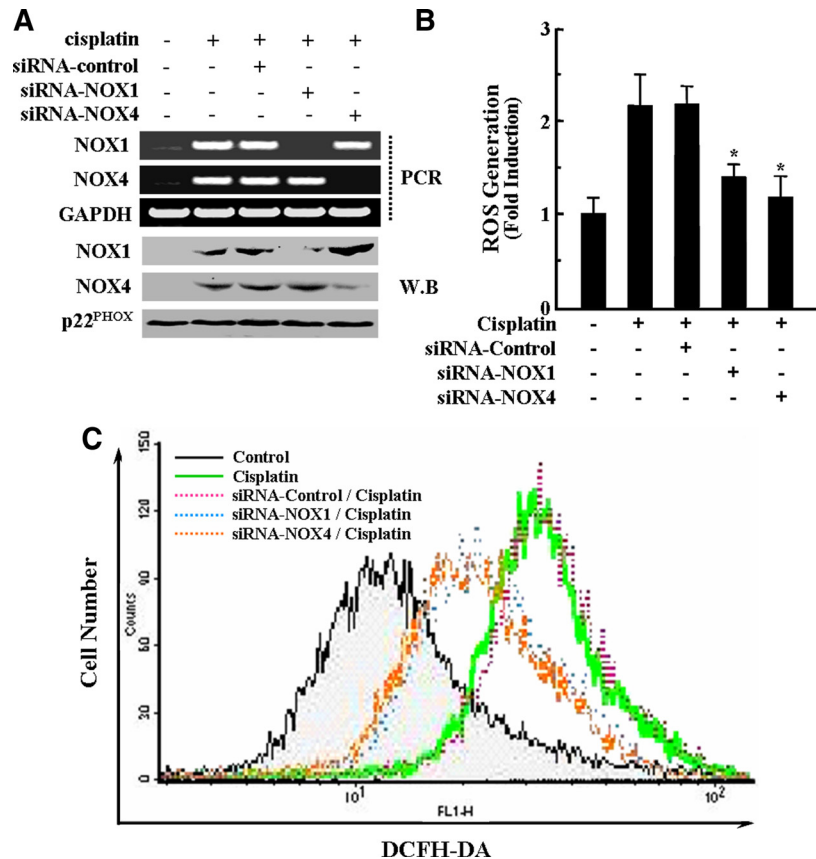 A
cisplatin - + + + +
siRNA-control - - + - -
siRNA-NOX1 - - - + -
siRNA-NOX4 - - - - +
NOX1
NOX4
GAPDH
PCR
NOX1
NOX4
p22PHOX
W.B
B
ROS Generation
(Fold Induction)
3
2
1
0
Cisplatin - + + + +
siRNA-Control - - + - -
siRNA-NOX1 - - - + -
siRNA-NOX4 - - - - +
* *
C
Control
Cisplatin
siRNA-Control / Cisplatin
siRNA-NOX1 / Cisplatin
siRNA-NOX4 / Cisplatin
Cell Number
Counts
150
120
90
60
30
0
101
102
FL1-H
DCFH-DA